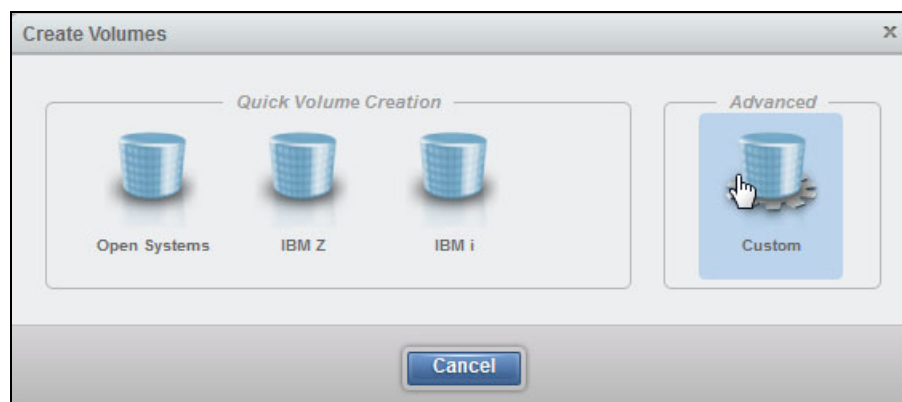 Create Volumes x
Quick Volume Creation Advanced
Open Systems IBM Z IBM i Custom
Cancel